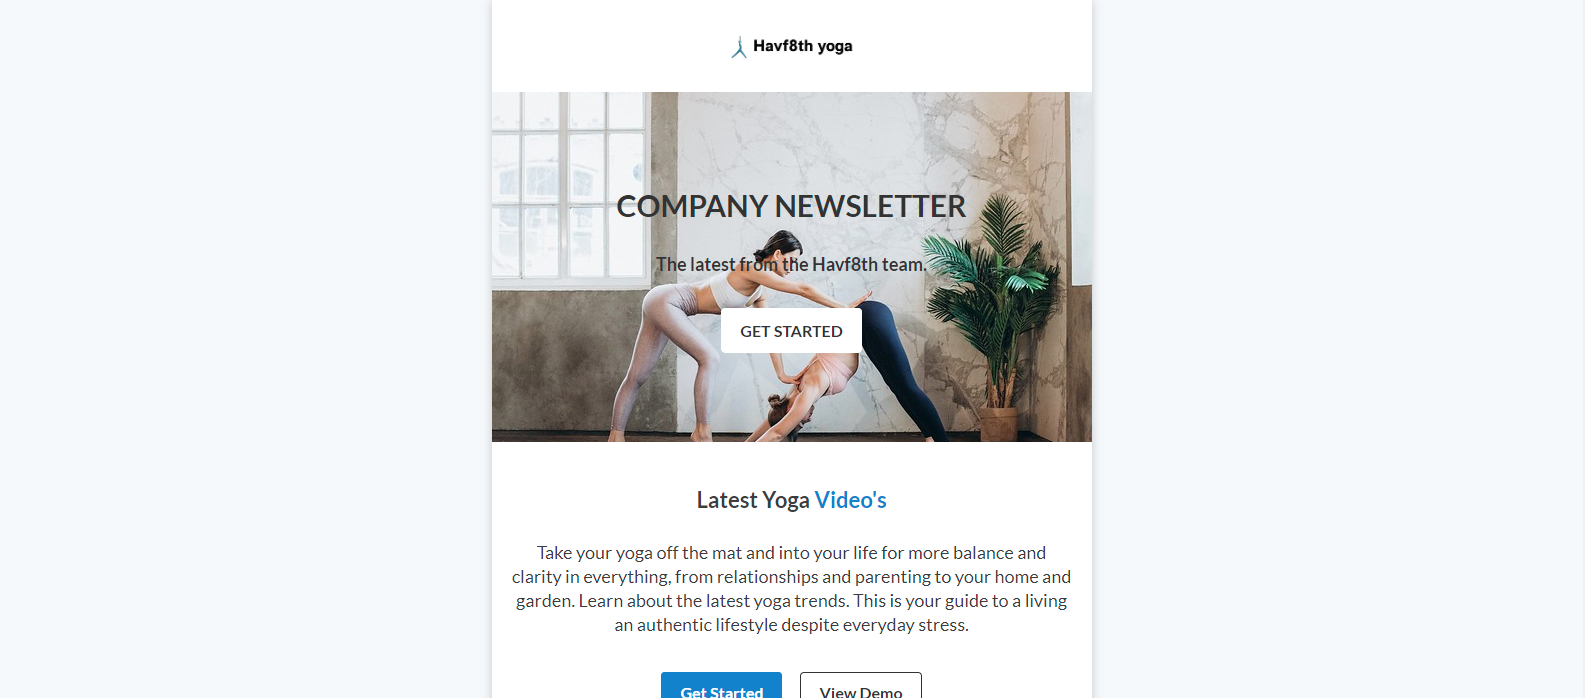 Havf8th yoga
COMPANY NEWSLETTER
The latest from the Havf8th team.
GET STARTED
Latest Yoga Video's
Take your yoga off the mat and into your life for more balance and
clarity in everything, from relationships and parenting to your home and
garden. Learn about the latest yoga trends. This is your guide to a living
an authentic lifestyle despite everyday stress.
Get Started
View Demo